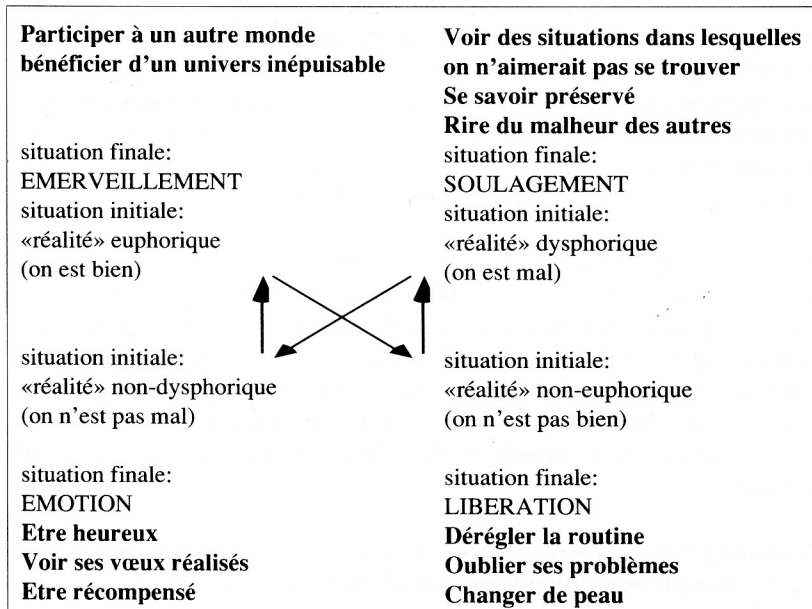 Participer à un autre monde
bénéficier d'un univers inépuisable
situation finale:
EMERVEILLEMENT
situation initiale:
«réalité» euphorique
(on est bien)
Voir des situations dans lesquelles
on n'aimerait pas se trouver
Se savoir préservé
Rire du malheur des autres
situation finale:
SOULAGEMENT
situation initiale:
«réalité» dysphorique
(on est mal)
situation initiale:
«réalité» non-dysphorique
(on n'est pas mal)
situation finale:
EMOTION
Etre heureux
Voir ses vœux réalisés
Etre récompensé
situation initiale:
«réalité» non-euphorique
(on n'est pas bien)
situation finale:
LIBERATION
Dérégler la routine
Oublier ses problèmes
Changer de peau